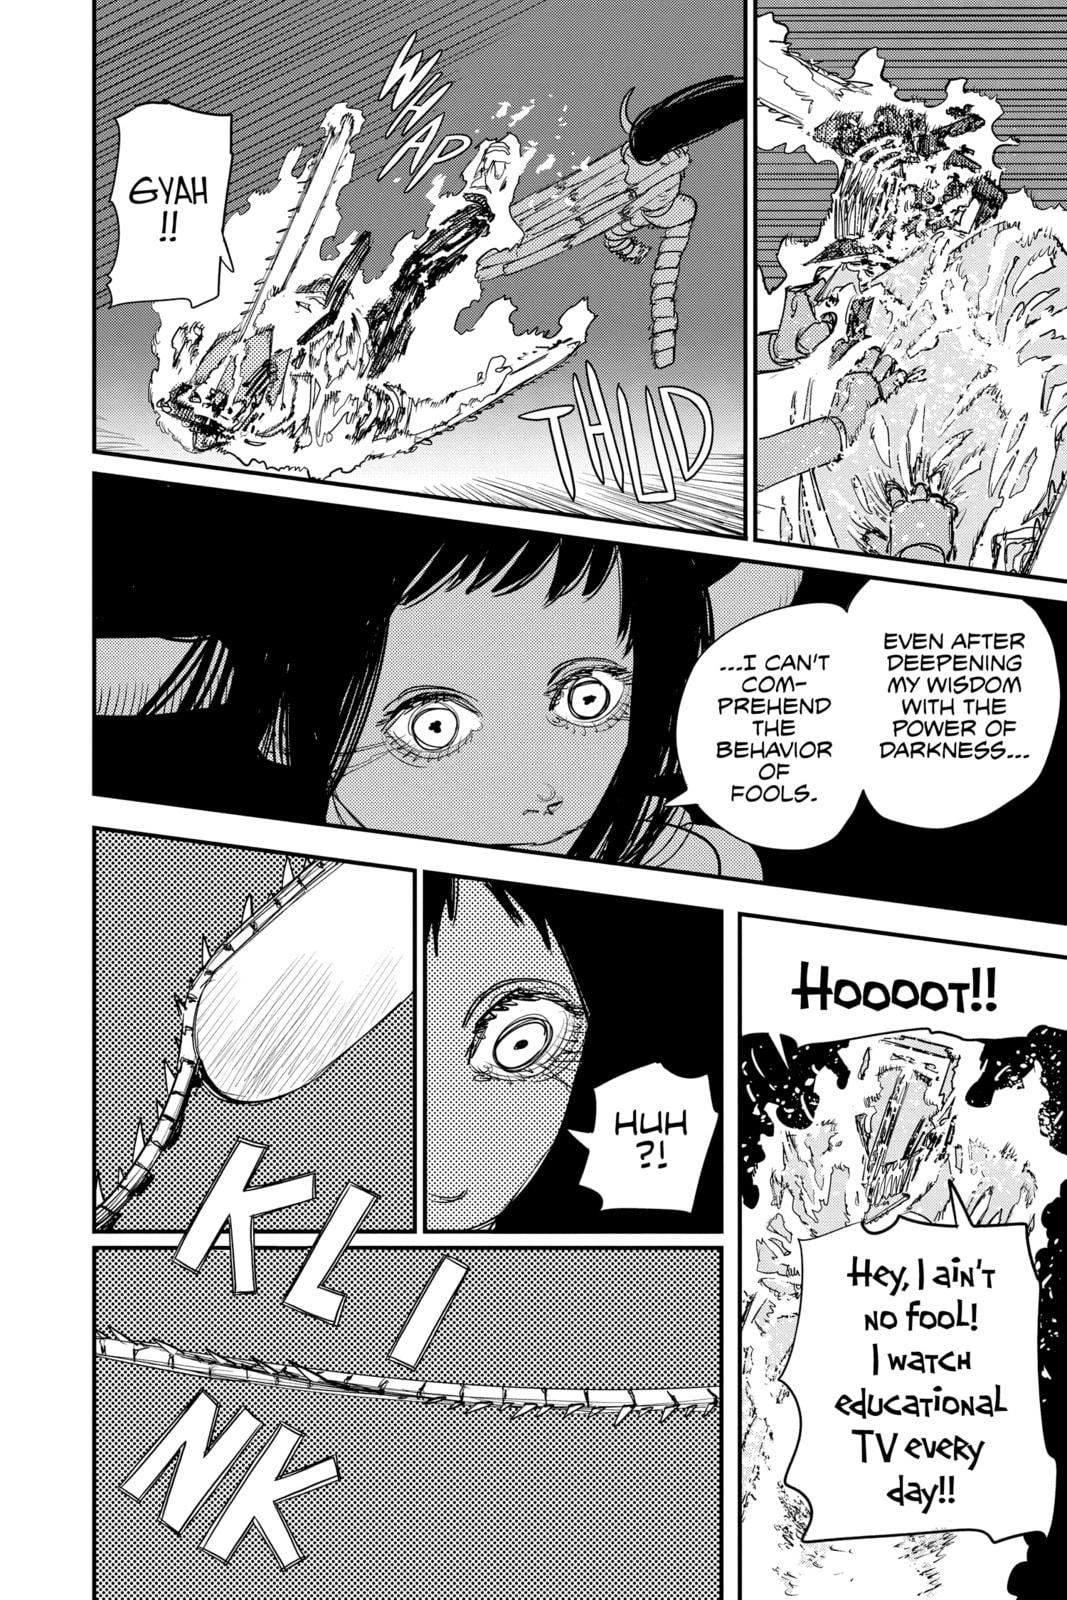 WHAP
GYAH
!!
THUD
EVEN AFTER
DEEPENING
MY WISDOM
WITH THE
POWER OF
DARKNESS...
...I CAN'T
COM-
PREHEND
THE
BEHAVIOR
OF
FOOLS.
HOOOOT!!
Hey, I AIN'T
NO FOOL!
I WATCH
EDUCATIONAL
TV EVERY
DAY!!
HUH
?!
KLI
NK